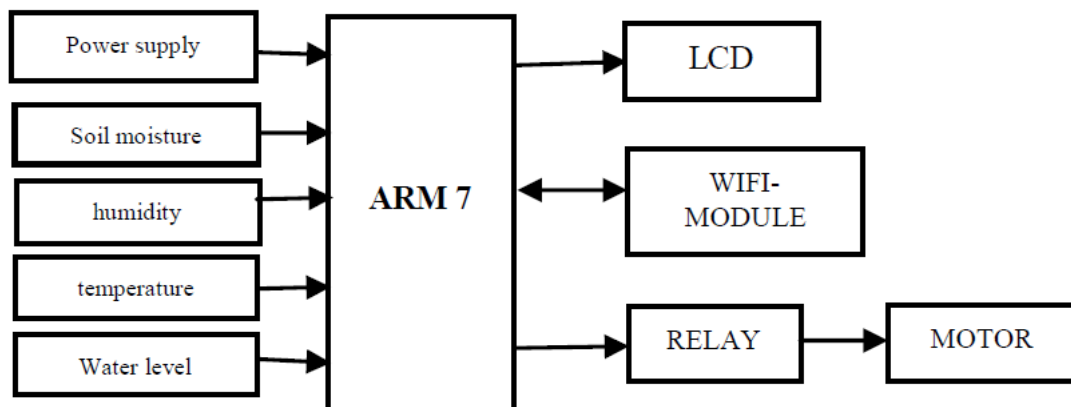 Power supply
Soil moisture
humidity
temperature
Water level
ARM 7
LCD
WIFI-
MODULE
RELAY
MOTOR